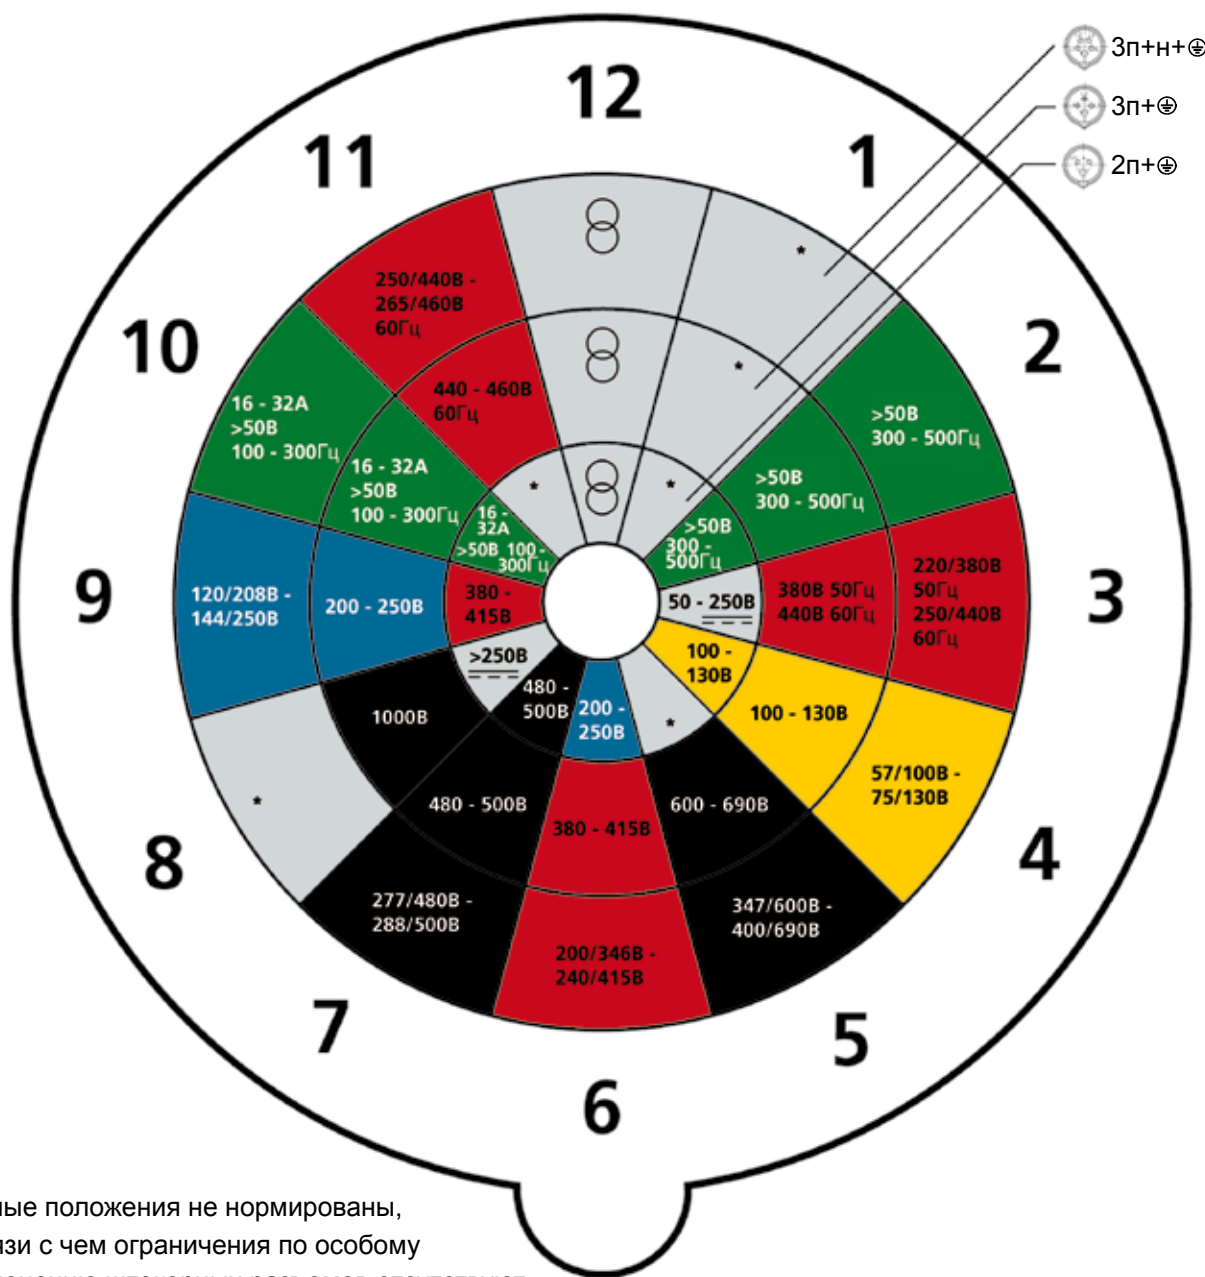 3п+н+
3п+
2п+
12
1
2
3
4
5
6
7
8
9
10
11
*
*
*
>50В
300 - 500Гц
>50В
300 - 500Гц
>50В
300 -
500Гц
220/380В
50Гц
250/440В
60Гц
380В 50Гц
440В 60Гц
50 - 250В
57/100В -
75/130В
100 - 130В
100 -
130В
347/600В -
400/690В
600 - 690В
*
200/346В -
240/415В
380 - 415В
200 -
250В
277/480В -
288/500В
480 - 500В
480 -
500В
*
1000В
>250В
120/208В -
144/250В
200 - 250В
380 -
415В
16 - 32А
>50В
100 - 300Гц
16 - 32А
>50В
100 - 300Гц
16 -
32А
>50В 100 -
300Гц
250/440В -
265/460В
60Гц
440 - 460В
60Гц
*
положения не нормированы,
с чем ограничения по особому